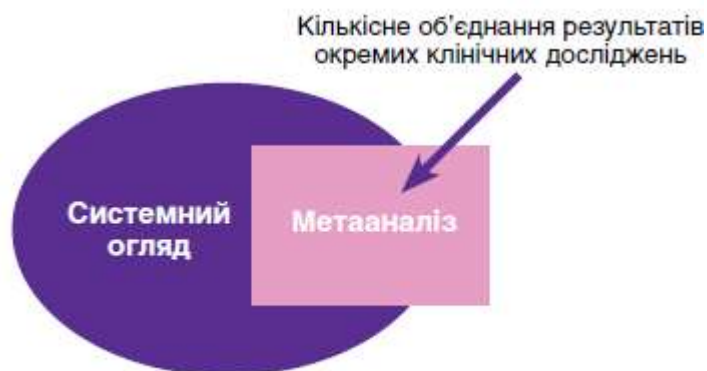 Кількісне об’єднання результатів
окремих клінічних досліджень
Системний
огляд
Метааналіз